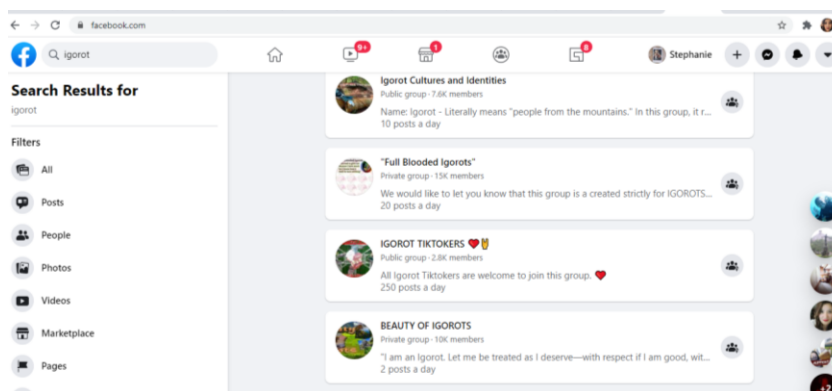 facebook.com
igorot
9+
1
8
Stephanie
Search Results for
igorot
Filters
All
Posts
People
Photos
Videos
Marketplace
Pages
Igorot Cultures and Identities
Public group · 7.6K members
Name: Igorot - Literally means "people from the mountains." In this group, it r...
10 posts a day
"Full Blooded Igorots"
Private group · 15K members
We would like to let you know that this group is a created strictly for IGOROTS...
20 posts a day
IGOROT TIKTOKERS ❤️🤘
Public group · 2.8K members
All Igorot Tiktokers are welcome to join this group. ❤️
250 posts a day
BEAUTY OF IGOROTS
Private group · 10K members
"I am an Igorot. Let me be treated as I deserve—with respect if I am good, wit...
2 posts a day